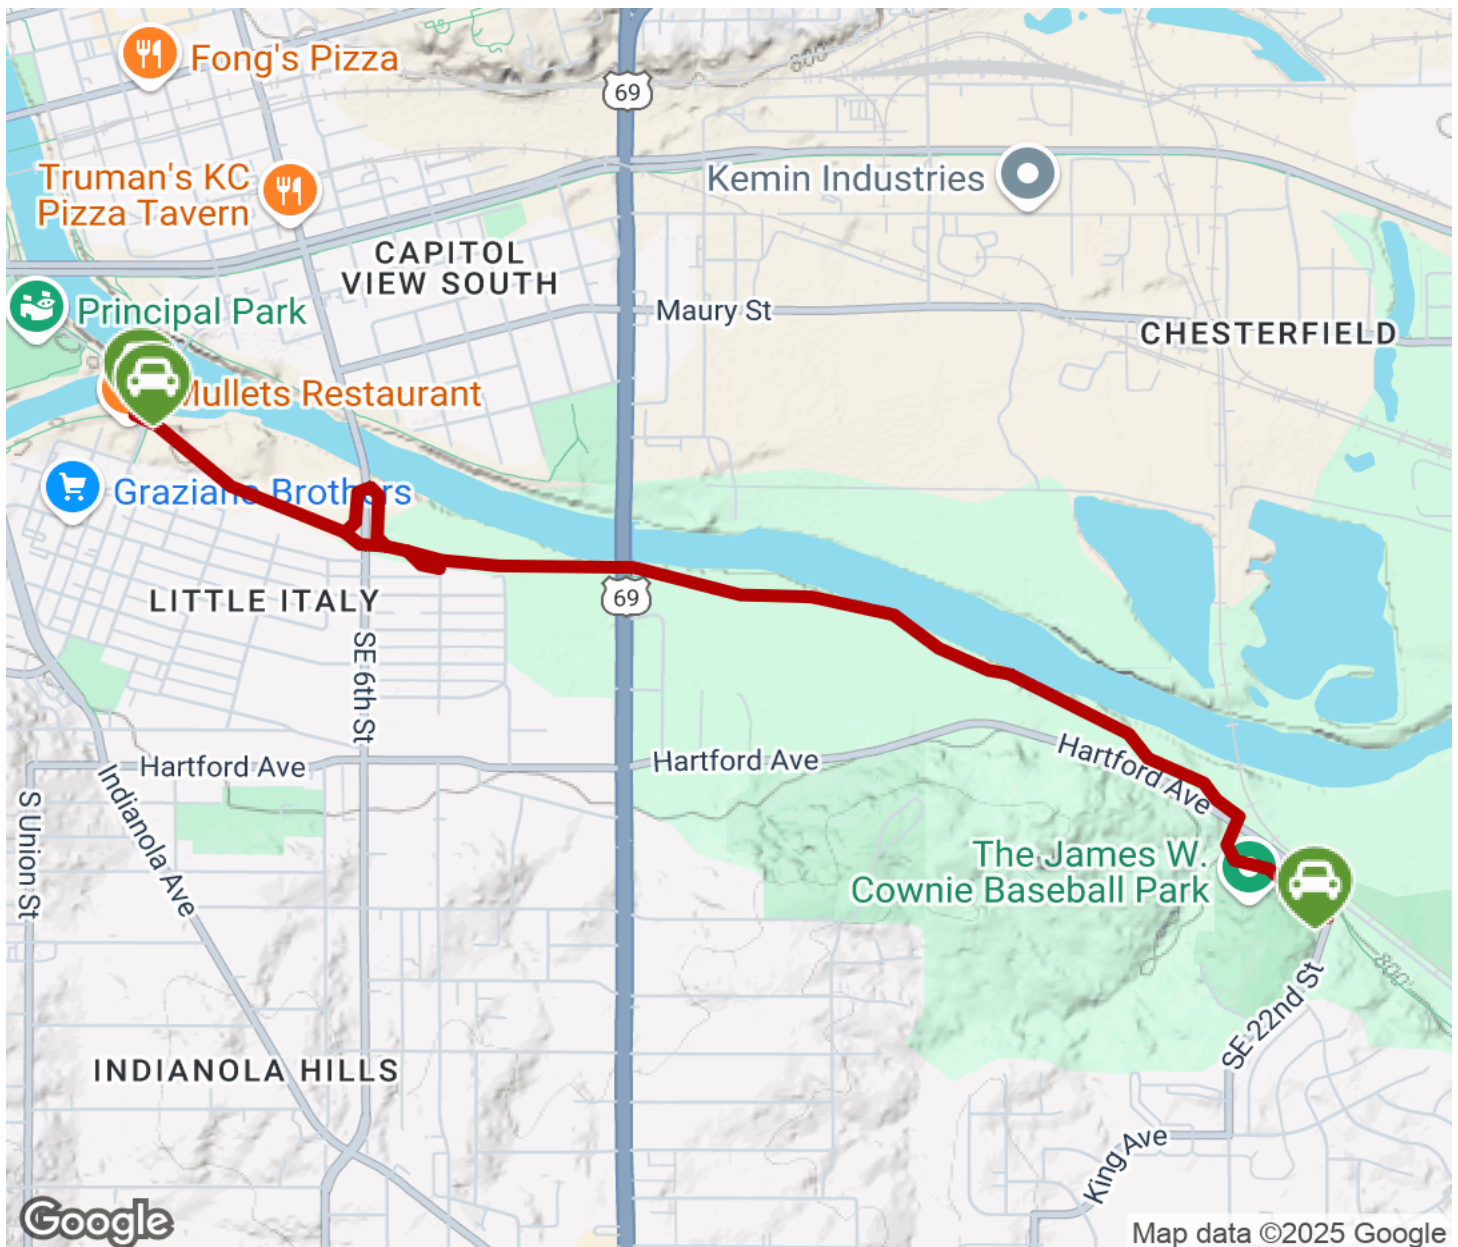 Fong's Pizza
800
69
Truman's KC
Pizza Tavern
Kemin Industries
CAPITOL
VIEW SOUTH
Principal Park
Maury St
CHESTERFIELD
Mullets Restaurant
Graziano Brothers
LITTLE ITALY
69
SE 6th St
Hartford Ave
Hartford Ave
Hartford Ave
S Union St
Indianola Ave
The James W.
Cownie Baseball Park
800
SE 22nd St
INDIANOLA HILLS
King Ave
Google
Map data ©2025 Google